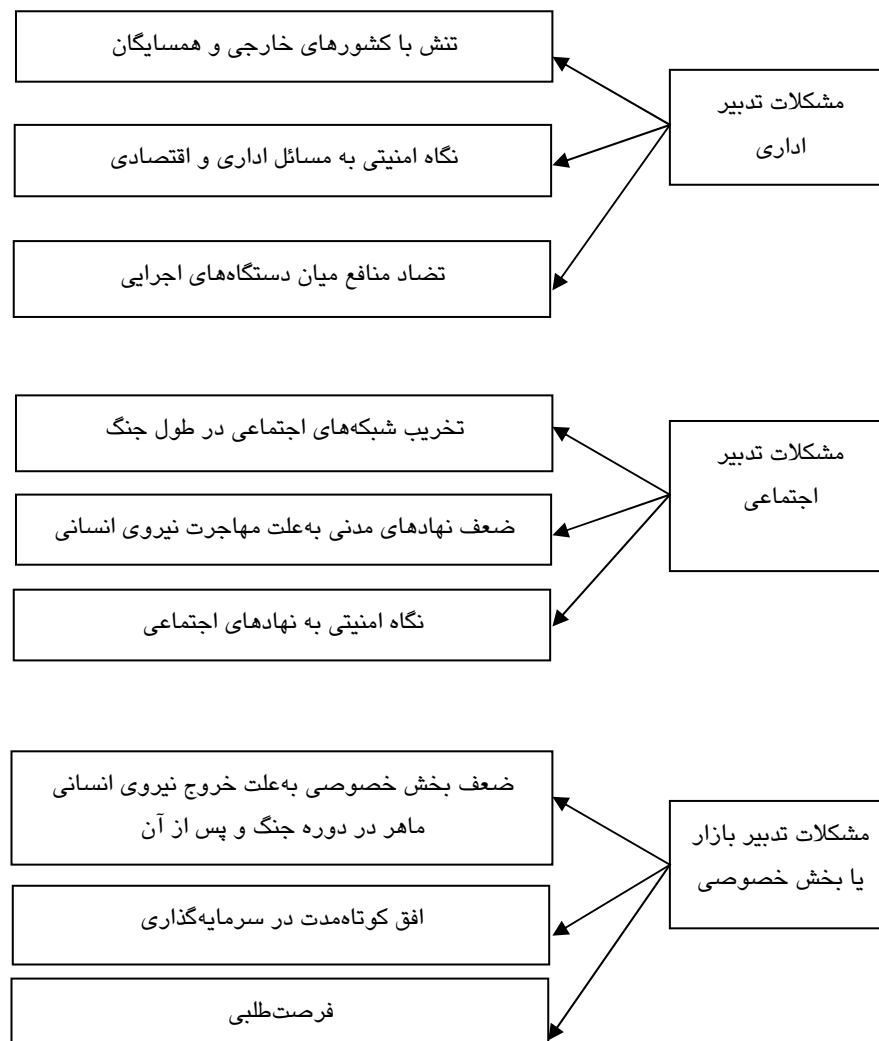 مشکلات تدبیر
اداری
تنش با کشورهای خارجی و همسایگان
نگاه امنیتی به مسائل اداری و اقتصادی
تضاد منافع میان دستگاه‌های اجرایی
مشکلات تدبیر
اجتماعی
تخریب شبکه‌های اجتماعی در طول جنگ
ضعف نهادهای مدنی به‌علت مهاجرت نیروی انسانی
نگاه امنیتی به نهادهای اجتماعی
مشکلات تدبیر بازار
یا بخش خصوصی
ضعف بخش خصوصی به‌علت خروج نیروی انسانی
ماهر در دوره جنگ و پس از آن
افق کوتاه‌مدت در سرمایه‌گذاری
فرصت‌طلبی